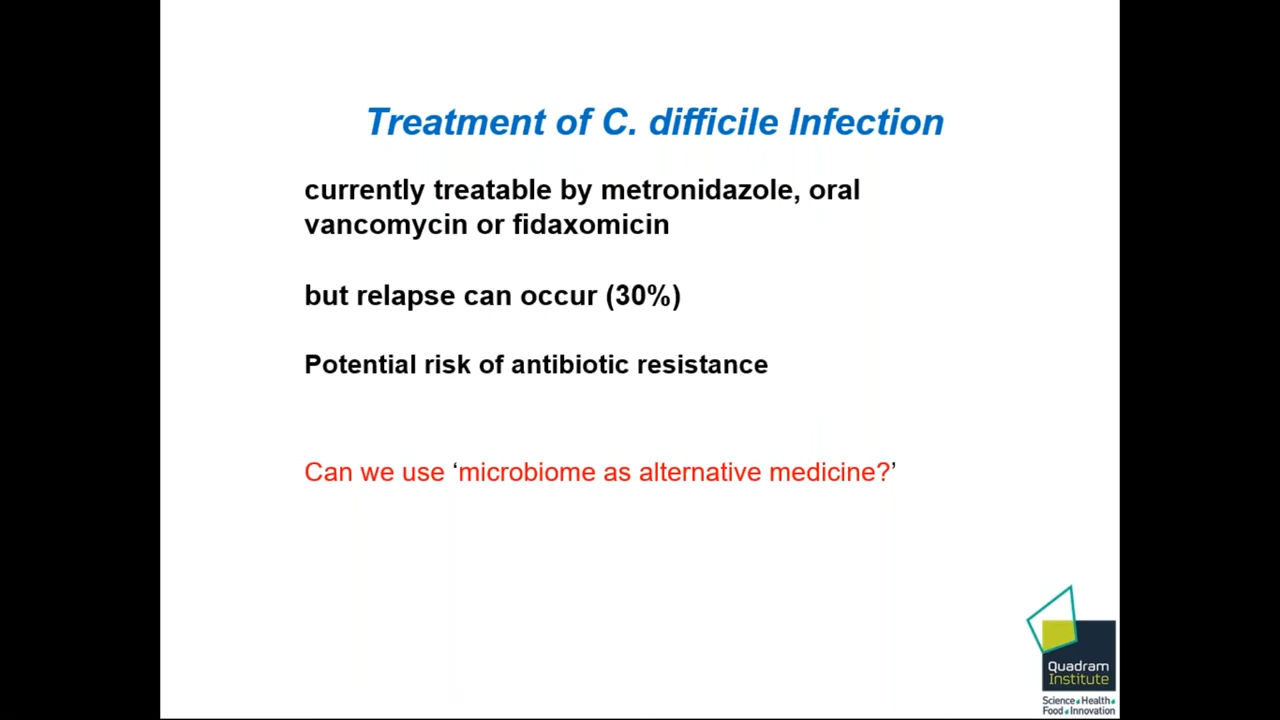 Treatment of C. difficile Infection
currently treatable by metronidazole, oral
vancomycin or fidaxomicin
but relapse can occur (30%)
Potential risk of antibiotic resistance
Can we use ‘microbiome as alternative medicine?’
Quadram
Institute
Science Health
Food Innovation